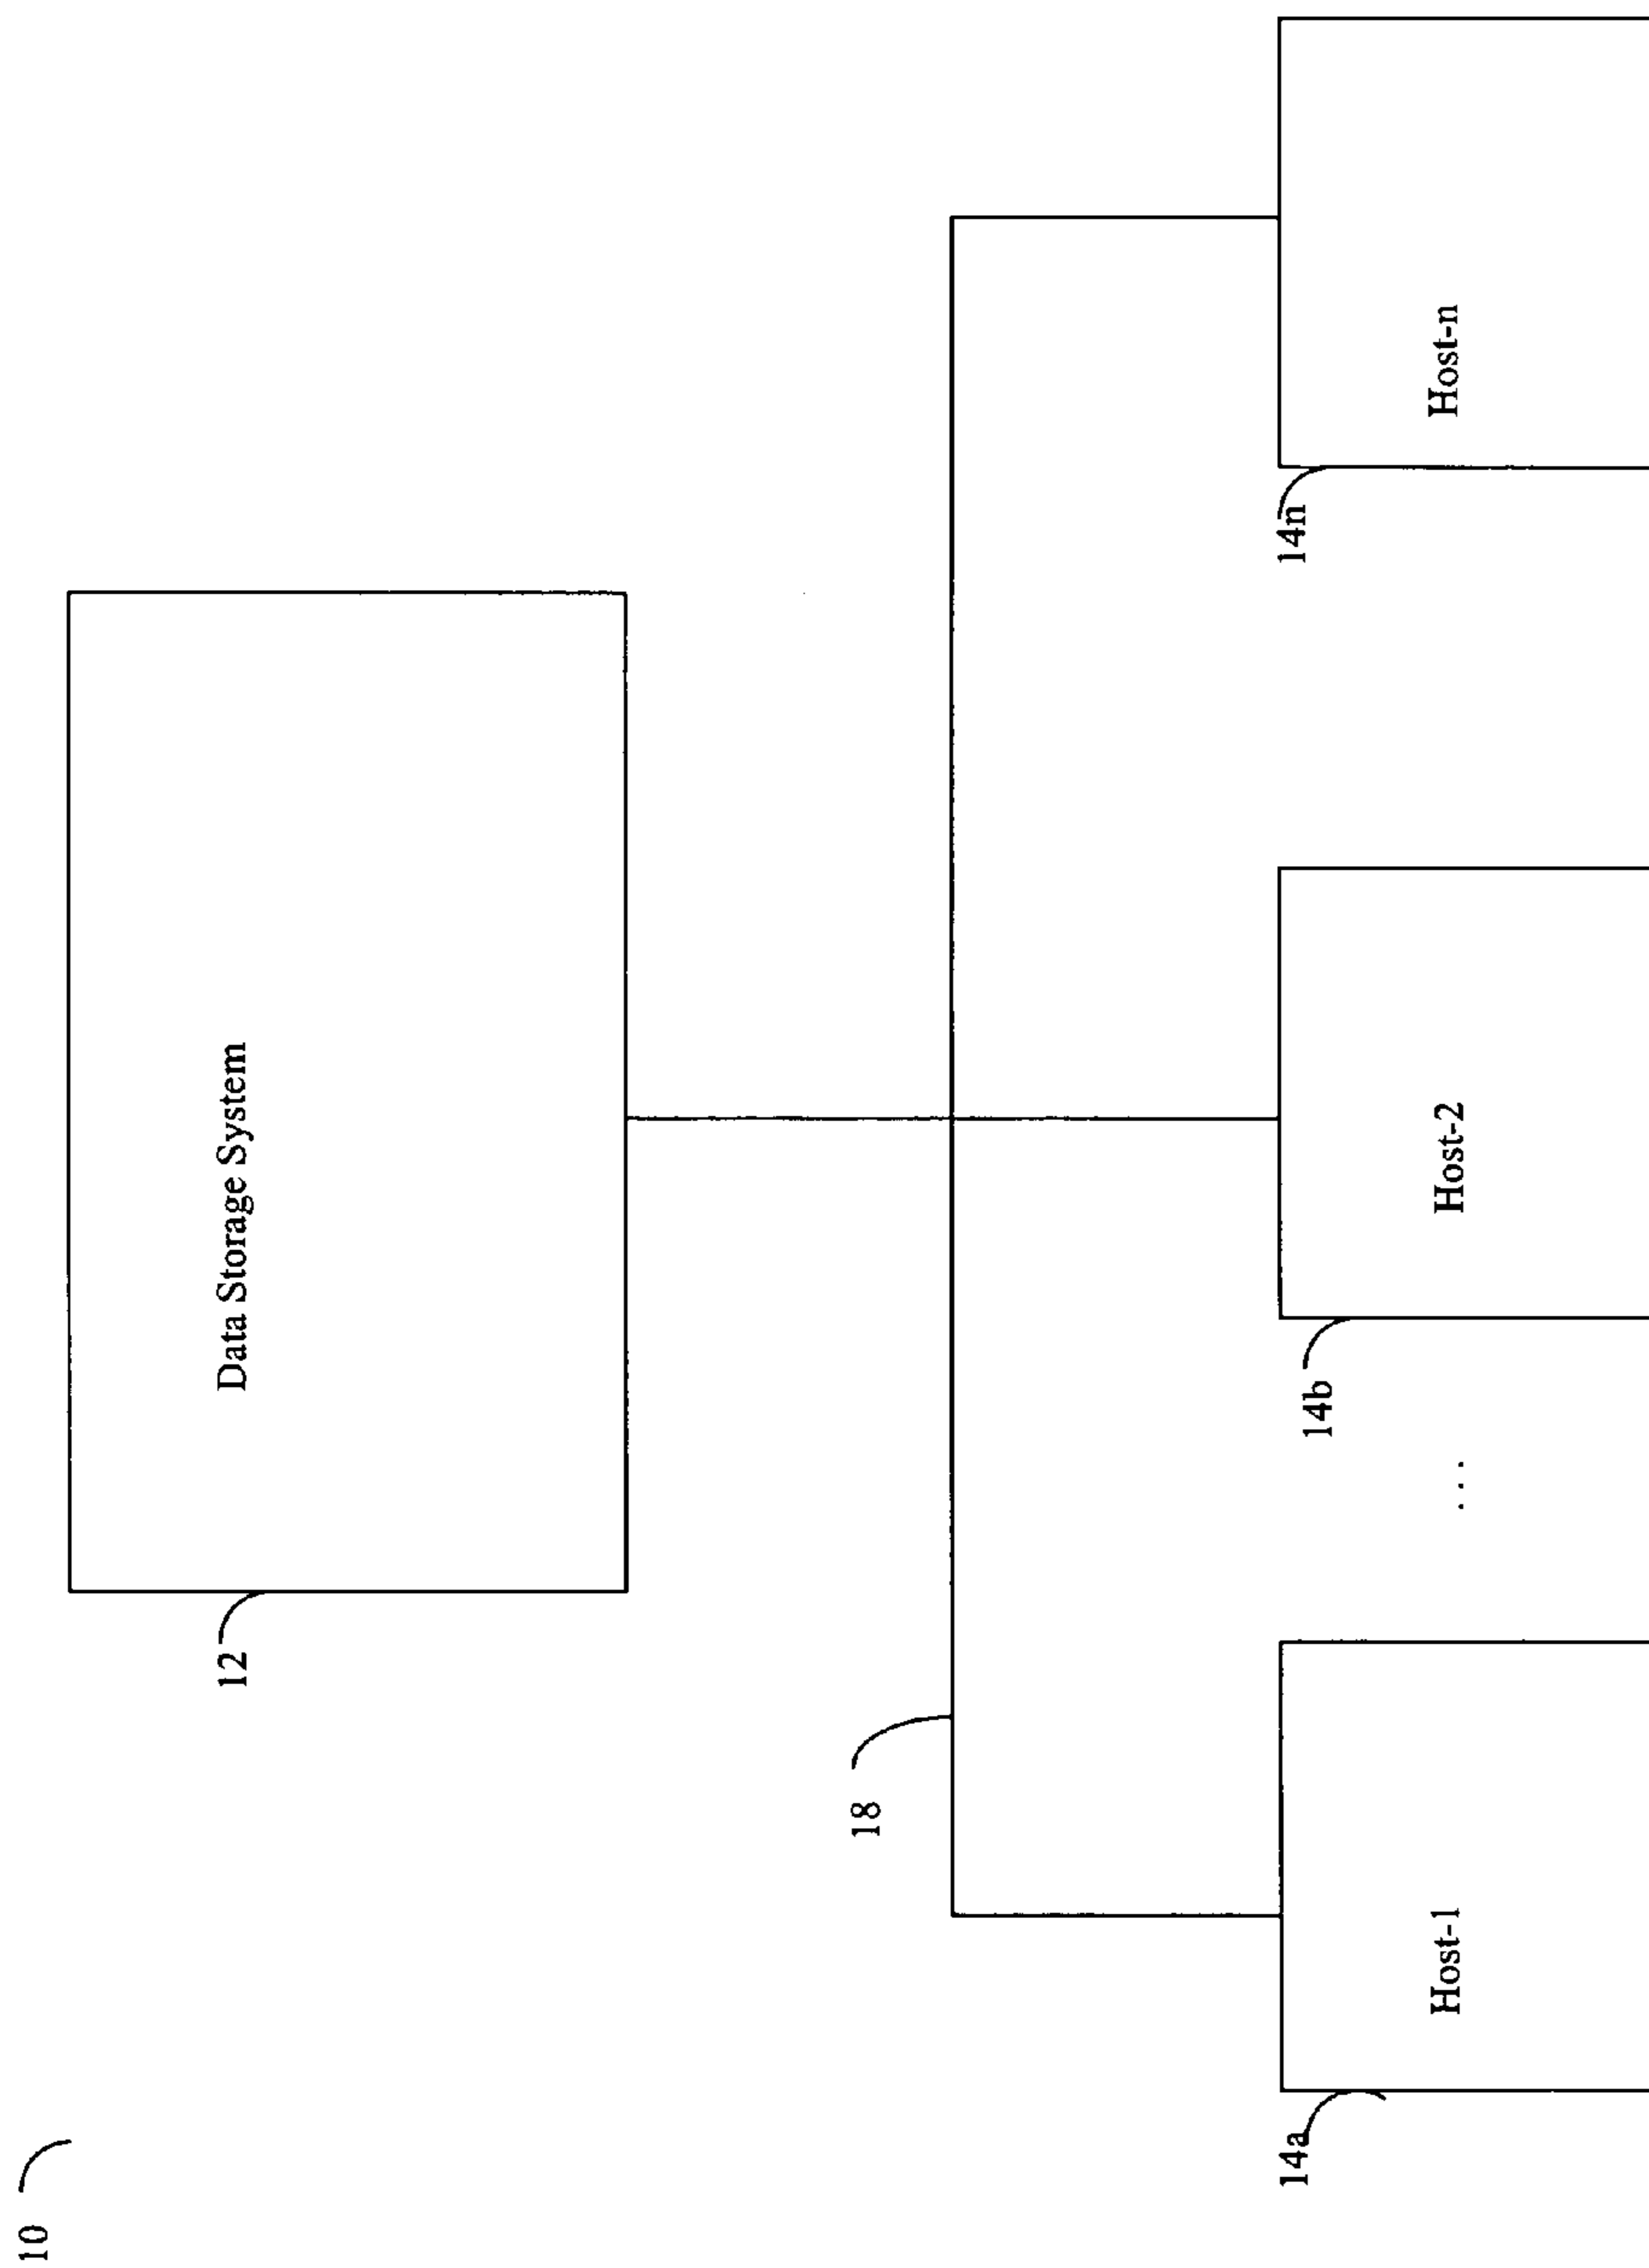 10
Data Storage System
12
18
Host-1
14a
. . .
Host-2
14b
Host-n
14n